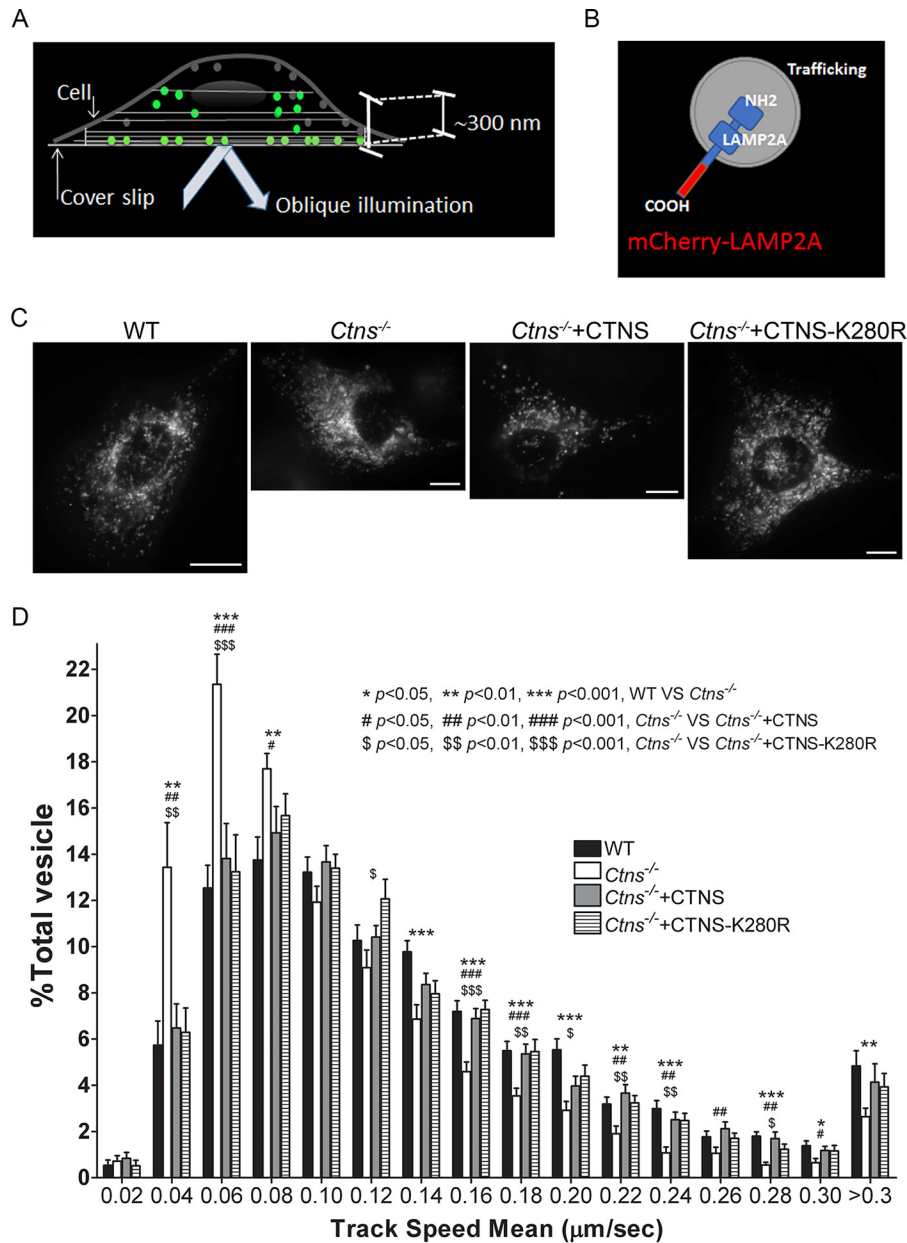 A
Cell
~300 nm
Cover slip
Oblique illumination
B
Trafficking
NH2
LAMP2A
COOH
mCherry-LAMP2A
C
WT
Ctns-/-
Ctns-/-+CTNS
Ctns-/-+CTNS-K280R
D
* p<0.05, ** p<0.01, *** p<0.001, WT VS Ctns-/-
# p<0.05, ## p<0.01, ### p<0.001, Ctns-/- VS Ctns-/-+CTNS
$ p<0.05, $$ p<0.01, $$$ p<0.001, Ctns-/- VS Ctns-/-+CTNS-K280R
WT
Ctns-/-
Ctns-/-+CTNS
Ctns-/-+CTNS-K280R
%Total vesicle
22
20
18
16
14
12
10
8
6
4
2
0
**
##
$$
***
###
$$$
**
#
$
***
***
###
$$$
***
###
$$
***
$
**
##
$$
***
##
$$
##
***
##
$
*
#
**
0.02 0.04 0.06 0.08 0.10 0.12 0.14 0.16 0.18 0.20 0.22 0.24 0.26 0.28 0.30 >0.3
Track Speed Mean (μm/sec)